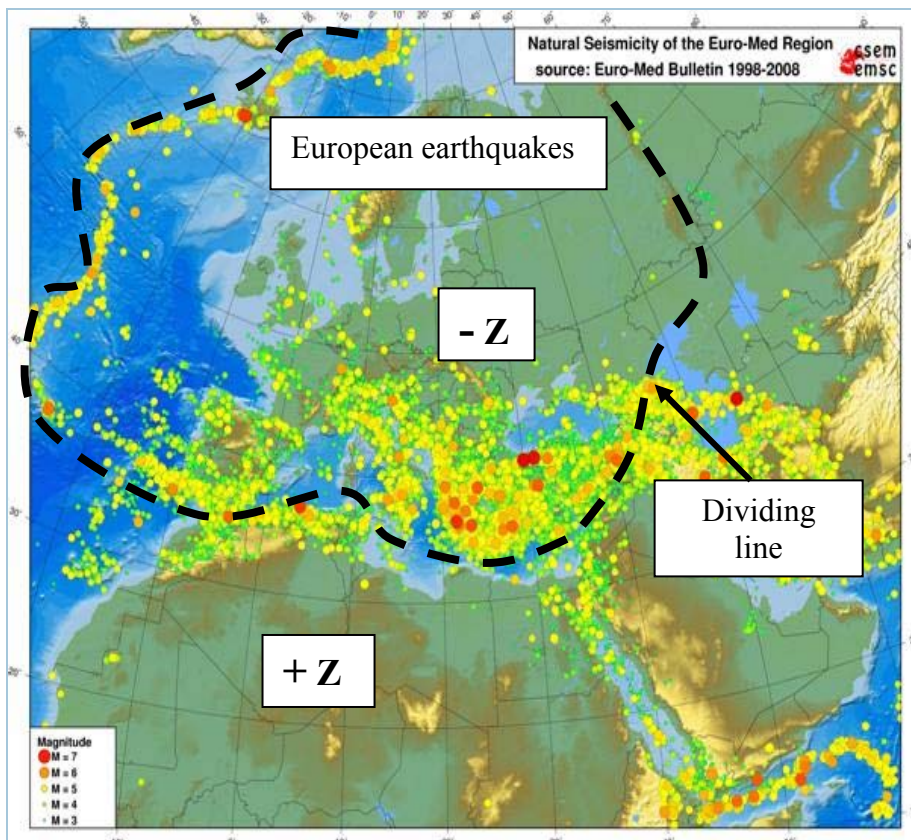 Natural Seismicity of the Euro-Med Region
source: Euro-Med Bulletin 1998-2008
csem
emsc
European earthquakes
- Z
Dividing
line
+ Z
Magnitude
M = 7
M = 6
M = 5
M = 4
M = 3